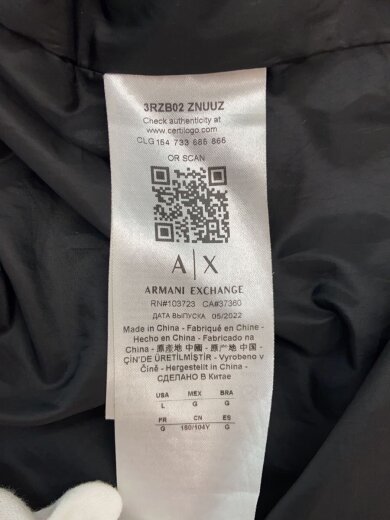 3RZB02 ZNUUZ
Check authenticity at
www.certilogo.com
CLG 154 733 685 866
OR SCAN
A|X
ARMANI EXCHANGE
RN#103723 CA#37360
ДАТА ВЫПУСКА 05/2022
Made in China - Fabriqué en Chine -
Hecho en China - Fabricado na
China - 原産地 中国 - 原產地 中國 -
ÇİN'DE ÜRETİLMİŞTİR - Vyrobeno v
Číně - Hergestellt in China -
СДЕЛАНО В Китае
USA MEX BRA
L G G
FR CN ES
G 180/104Y G